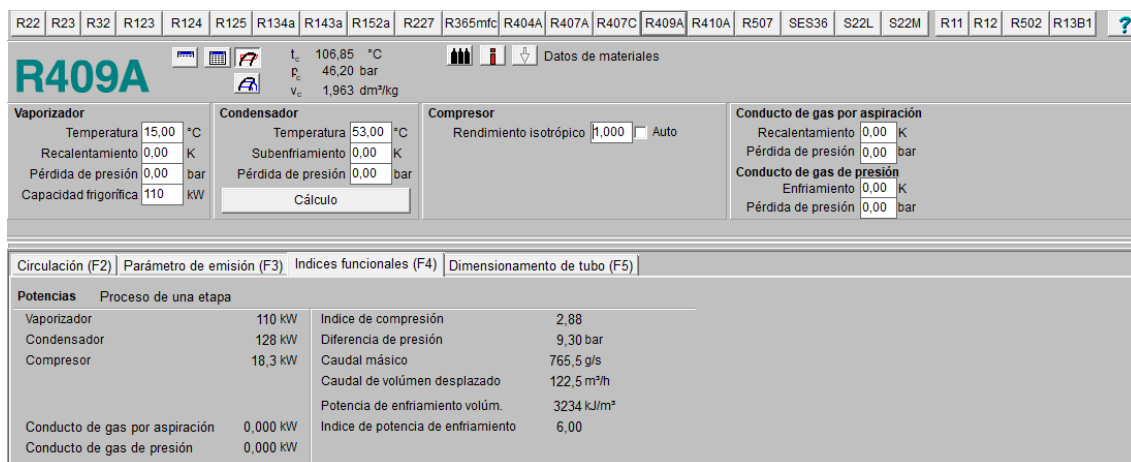 R22 R23 R32 R123 R124 R125 R134a R143a R152a R227 R365mfc R404A R407A R407C R409A R410A R507 SES36 S22L S22M R11 R12 R502 R13B1 ?
R409A
tc 106,85 °C
pc 46,20 bar
vc 1,963 dm³/kg
Datos de materiales
Vaporizador
Temperatura 15,00 °C
Recalentamiento 0,00 K
Pérdida de presión 0,00 bar
Capacidad frigorífica 110 kW
Condensador
Temperatura 53,00 °C
Subenfriamiento 0,00 K
Pérdida de presión 0,00 bar
Cálculo
Compresor
Rendimiento isotrópico 1,000 Auto
Conducto de gas por aspiración
Recalentamiento 0,00 K
Pérdida de presión 0,00 bar
Conducto de gas de presión
Enfriamiento 0,00 K
Pérdida de presión 0,00 bar
Circulación (F2) Parámetro de emisión (F3) Indices funcionales (F4) Dimensionamento de tubo (F5)
Potencias Proceso de una etapa
Vaporizador 110 kW
Condensador 128 kW
Compresor 18,3 kW
Conducto de gas por aspiración 0,000 kW
Conducto de gas de presión 0,000 kW
Indice de compresión 2,88
Diferencia de presión 9,30 bar
Caudal másico 765,5 g/s
Caudal de volúmen desplazado 122,5 m³/h
Potencia de enfriamiento volúm. 3234 kJ/m³
Indice de potencia de enfriamiento 6,00